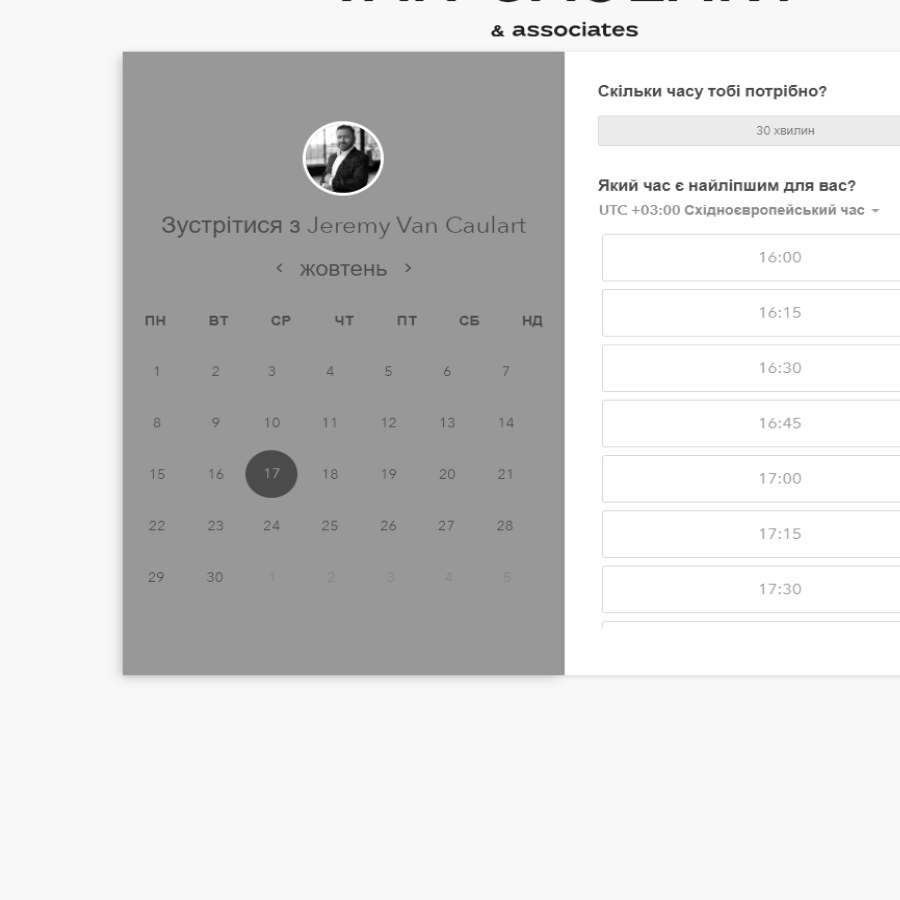 & associates
Зустрітися з Jeremy Van Caulart
жовтень
ПН ВТ СР ЧТ ПТ СБ НД
1 2 3 4 5 6 7
8 9 10 11 12 13 14
15 16 17 18 19 20 21
22 23 24 25 26 27 28
29 30 1 2 3 4 5
Скільки часу тобі потрібно?
30 хвилин
Який час є найліпшим для вас?
UTC +03:00 Східноєвропейський час
16:00
16:15
16:30
16:45
17:00
17:15
17:30